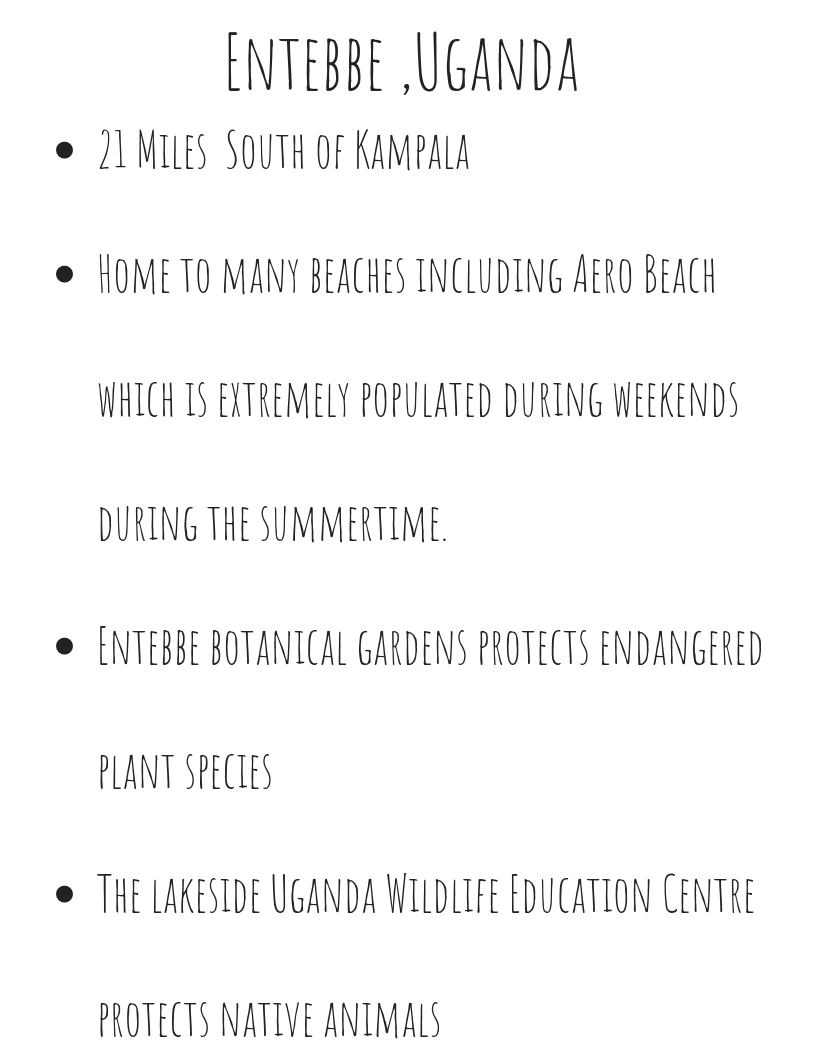 Entebbe ,Uganda
• 21 Miles  South of Kampala
• Home to many beaches including Aero Beach
which is extremely populated during weekends
during the summertime.
• Entebbe botanical gardens protects endangered
plant species
• The lakeside Uganda Wildlife Education Centre
protects native animals